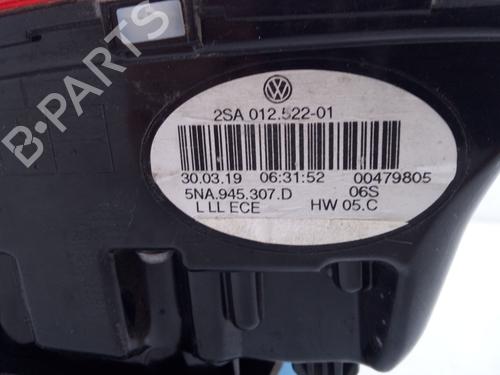 2SA 012.522-01
30.03.19 06:31:52 00479805
5NA.945.307.D 06S
L LL ECE HW 05.C
B-PARTS